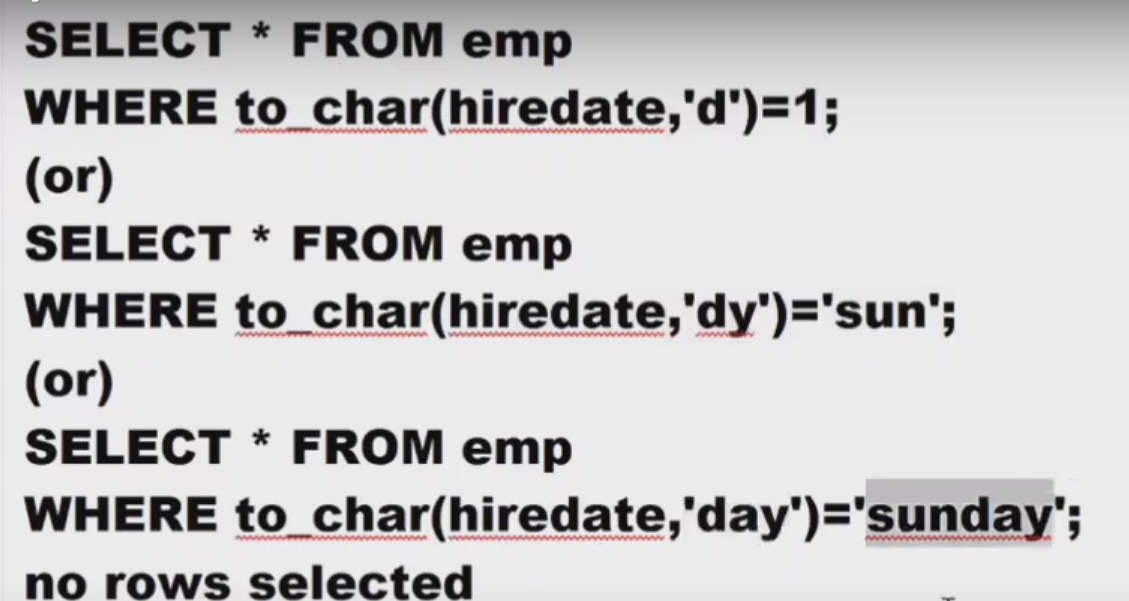 SELECT * FROM emp
WHERE to_char(hiredate,'d')=1;
(or)
SELECT * FROM emp
WHERE to_char(hiredate,'dy')='sun';
(or)
SELECT * FROM emp
WHERE to_char(hiredate,'day')='sunday';
no rows selected